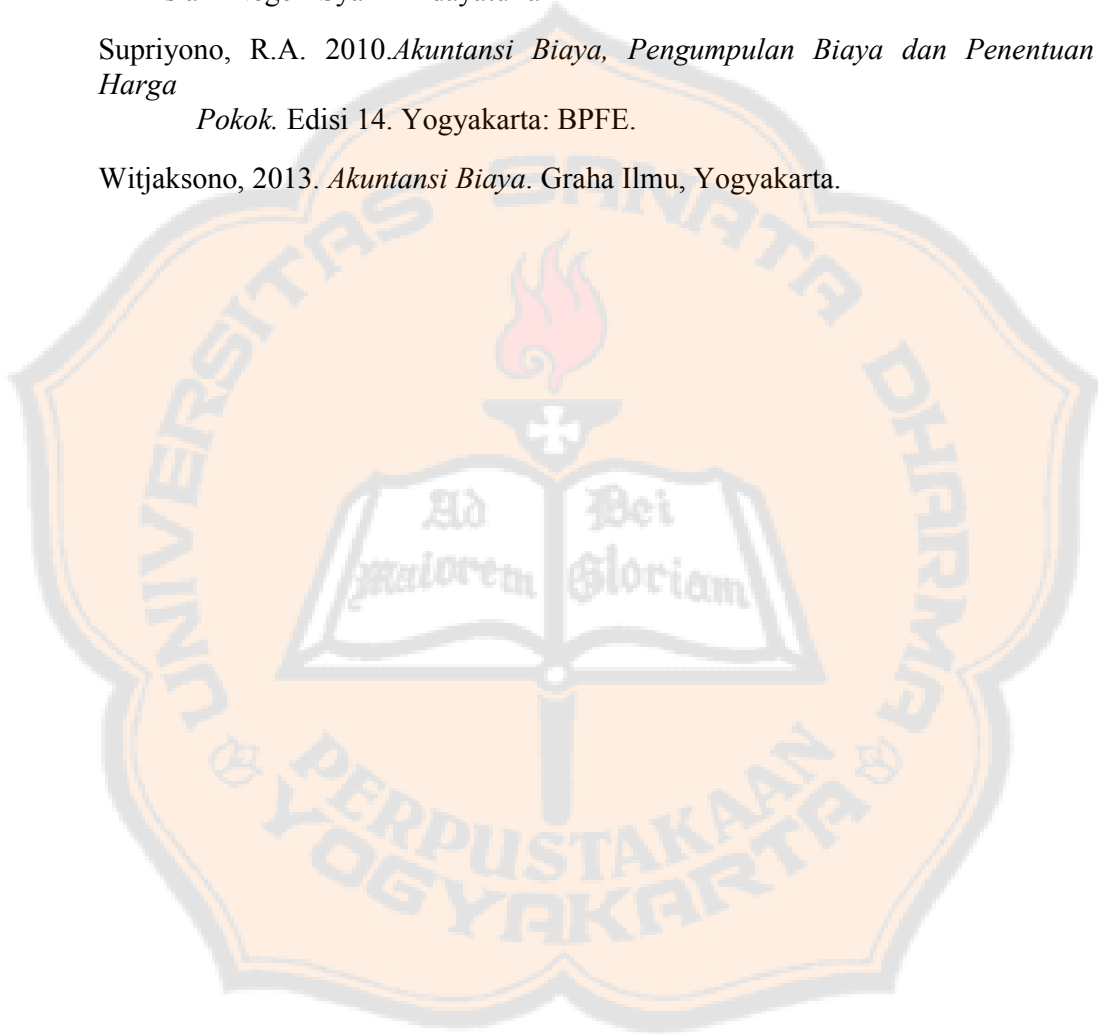 Supriyono, R.A. 2010.Akuntansi Biaya, Pengumpulan Biaya dan Penentuan
Harga
Pokok. Edisi 14. Yogyakarta: BPFE.
Witjaksono, 2013. Akuntansi Biaya. Graha Ilmu, Yogyakarta.
UNIVERSITAS SANATA DHARMA
Ad Dei
maiorem Gloriam
PERPUSTAKAAN
YOGYAKARTA